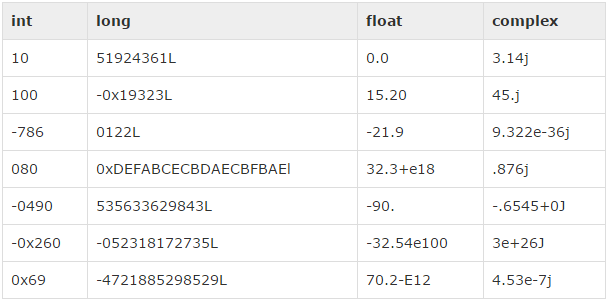 int long float complex
10 51924361L 0.0 3.14j
100 -0x19323L 15.20 45.j
-786 0122L -21.9 9.322e-36j
080 0xDEFABCECBDAECBFBAEl 32.3+e18 .876j
-0490 535633629843L -90. -.6545+0J
-0x260 -052318172735L -32.54e100 3e+26J
0x69 -4721885298529L 70.2-E12 4.53e-7j